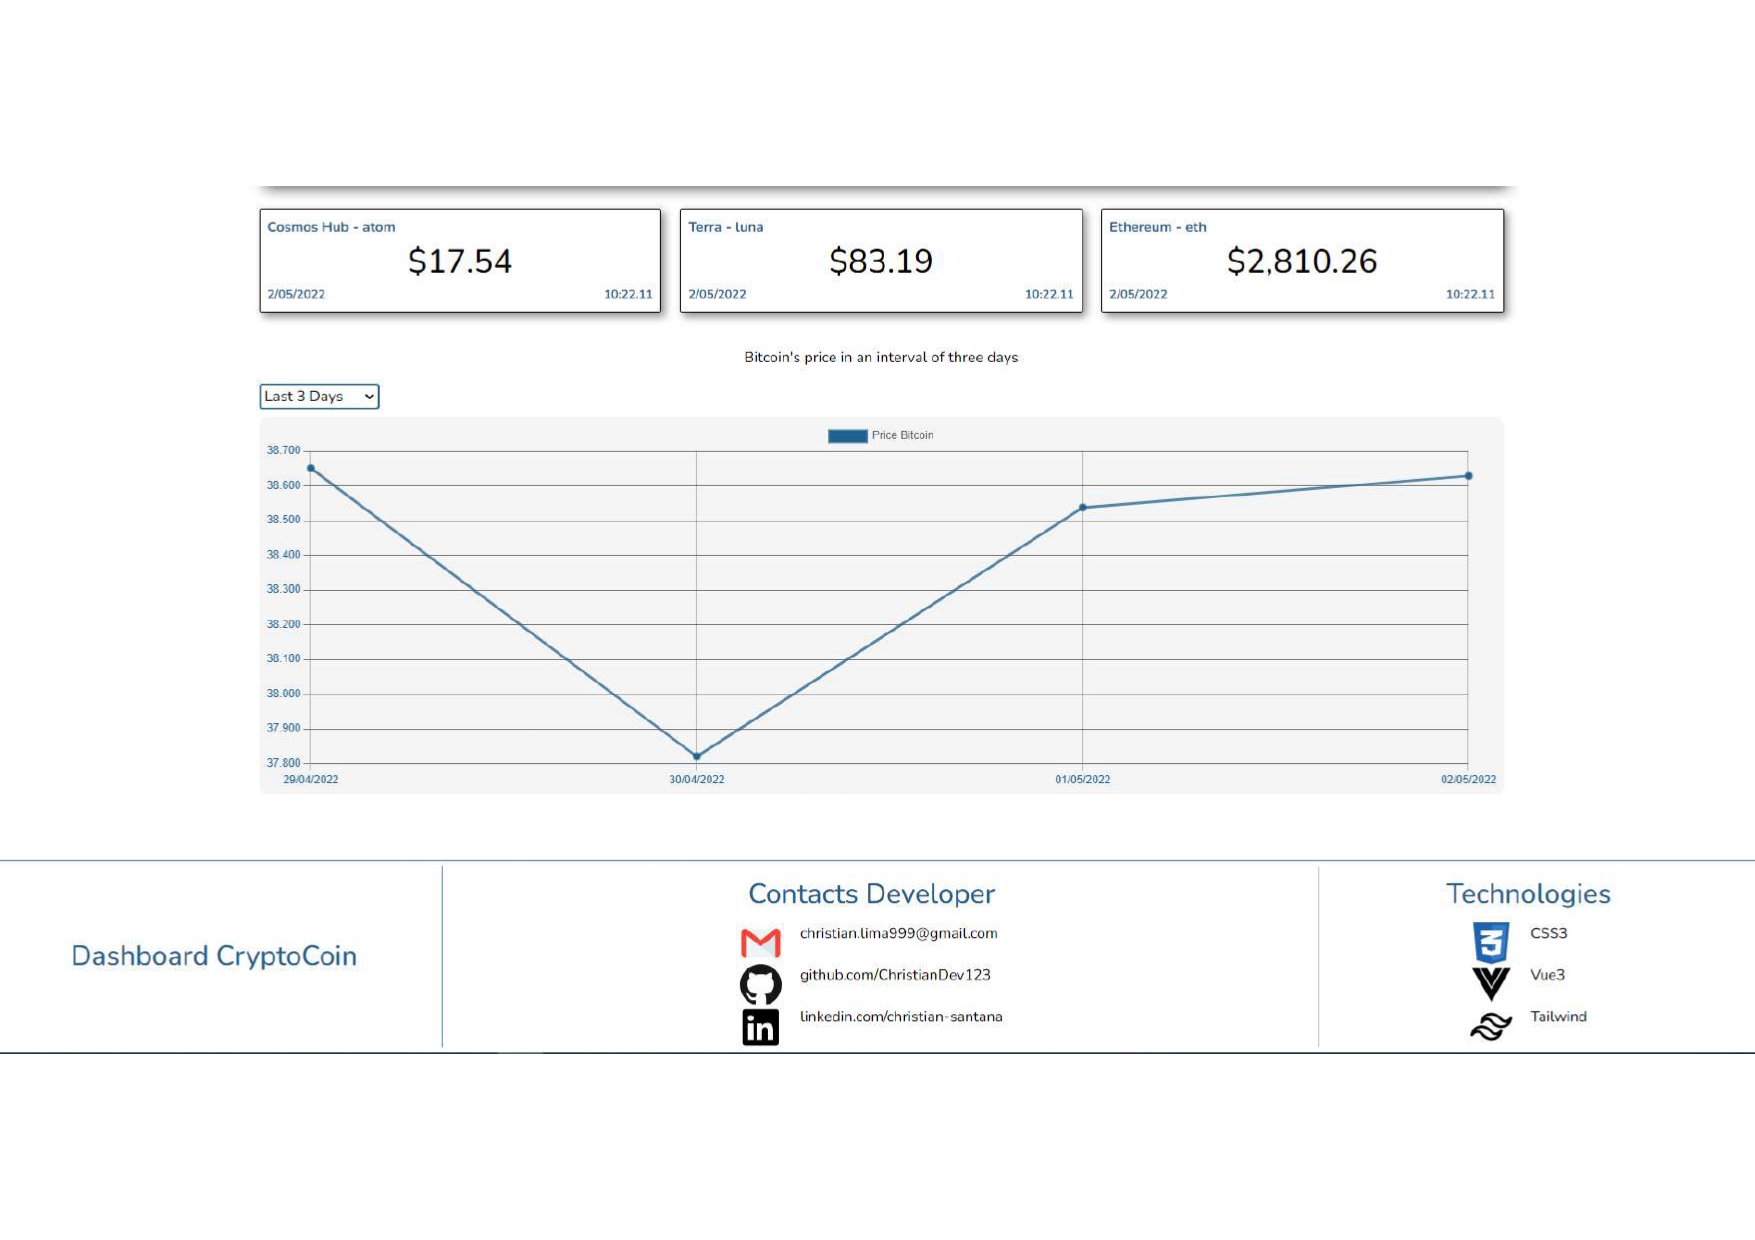 Cosmos Hub - atom
$17.54
2/05/2022 10:22.11
Terra - luna
$83.19
2/05/2022 10:22.11
Ethereum - eth
$2,810.26
2/05/2022 10:22.11
Bitcoin's price in an interval of three days
Last 3 Days
Price Bitcoin
38.700
38.600
38.500
38.400
38.300
38.200
38.100
38.000
37.900
37.800
29/04/2022 30/04/2022 01/05/2022 02/05/2022
Dashboard CryptoCoin
Contacts Developer
christian.lima999@gmail.com
github.com/ChristianDev123
linkedin.com/christian-santana
Technologies
CSS3
Vue3
Tailwind